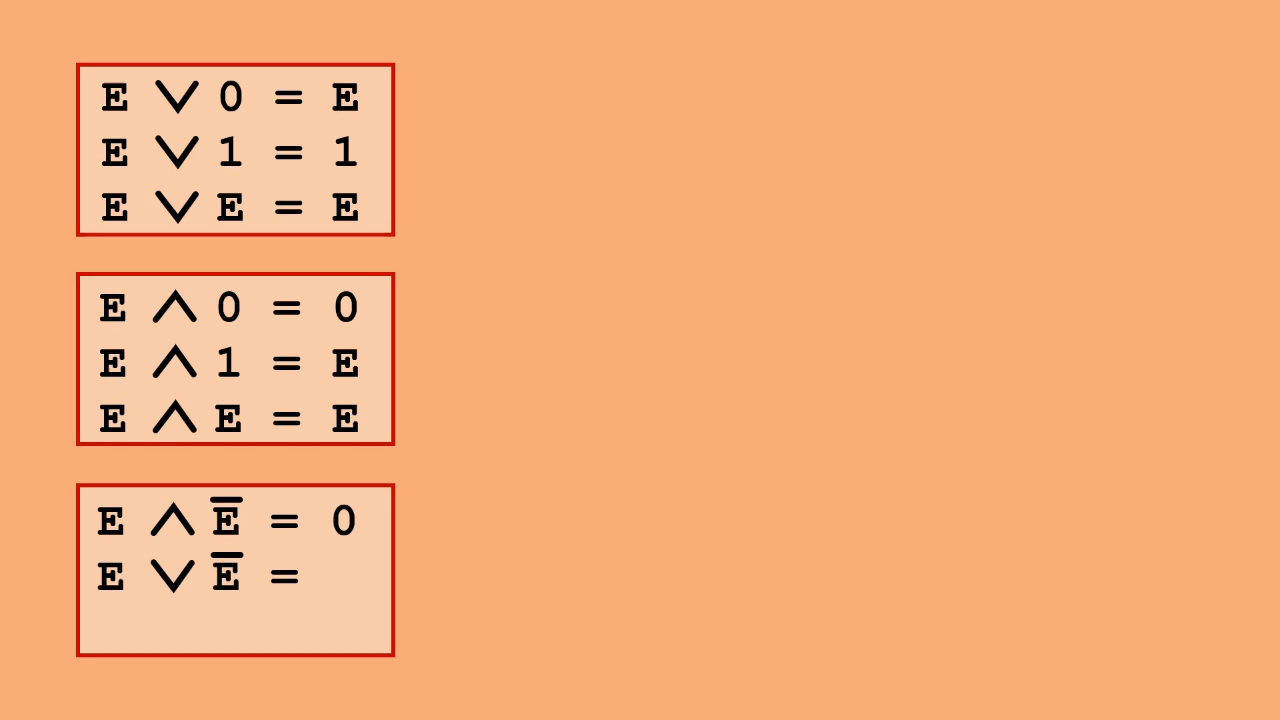 E ∨ 0 = E
E ∨ 1 = 1
E ∨ E = E
E ∧ 0 = 0
E ∧ 1 = E
E ∧ E = E
E ∧ E̅ = 0
E ∨ E̅ =